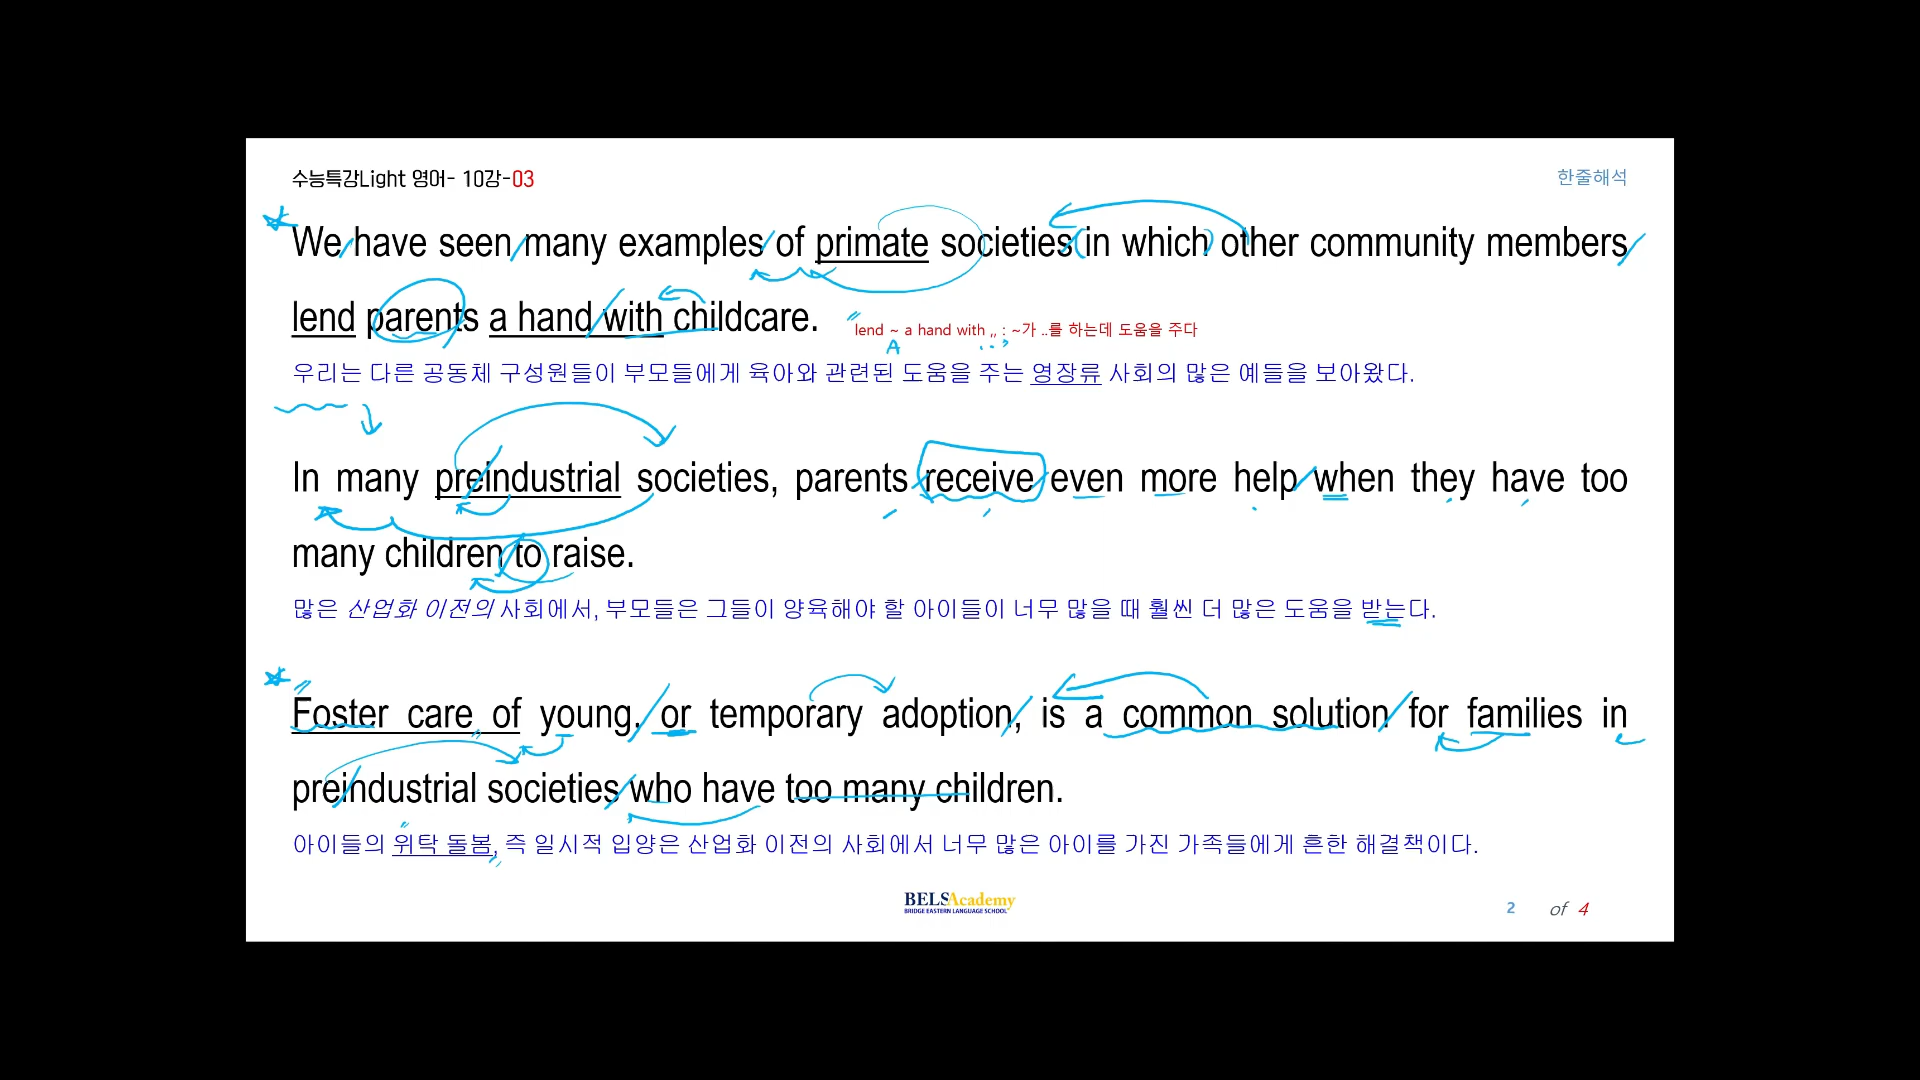 수능특강Light 영어- 10강-03
한줄해석
We have seen many examples of primate societies in which other community members
lend parents a hand with childcare.
lend ~ a hand with ,, : ~가 ..를 하는데 도움을 주다
A
우리는 다른 공동체 구성원들이 부모들에게 육아와 관련된 도움을 주는 영장류 사회의 많은 예들을 보아왔다.
In many preindustrial societies, parents receive even more help when they have too
many children to raise.
많은 산업화 이전의 사회에서, 부모들은 그들이 양육해야 할 아이들이 너무 많을 때 훨씬 더 많은 도움을 받는다.
Foster care of young, or temporary adoption, is a common solution for families in
preindustrial societies who have too many children.
아이들의 위탁 돌봄, 즉 일시적 입양은 산업화 이전의 사회에서 너무 많은 아이를 가진 가족들에게 흔한 해결책이다.
BELSAcademy
BRIDGE EASTERN LANGUAGE SCHOOL
2 of 4